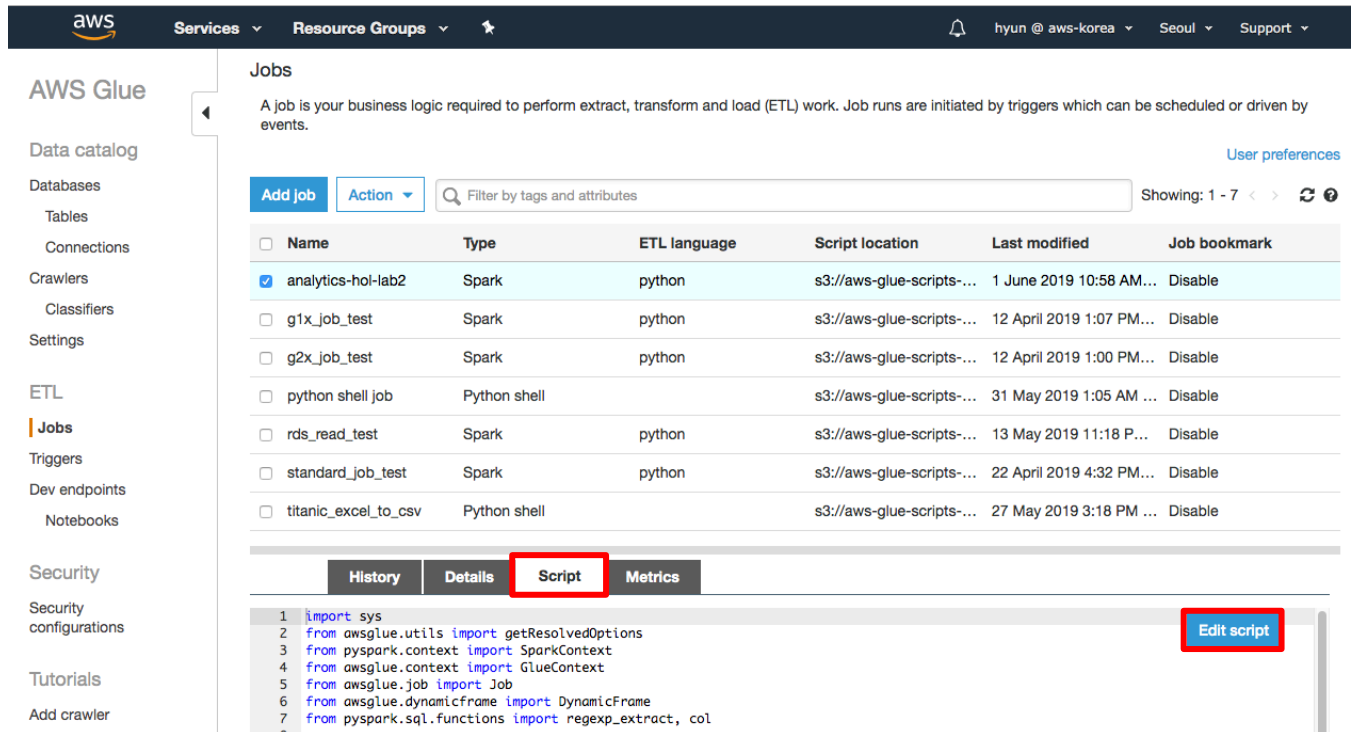 aws Services Resource Groups hyun @ aws-korea Seoul Support
AWS Glue
Data catalog
Databases
Tables
Connections
Crawlers
Classifiers
Settings
ETL
Jobs
Triggers
Dev endpoints
Notebooks
Security
Security
configurations
Tutorials
Add crawler
Jobs
A job is your business logic required to perform extract, transform and load (ETL) work. Job runs are initiated by triggers which can be scheduled or driven by
events.
User preferences
Add job Action Filter by tags and attributes Showing: 1 - 7 < >
Name Type ETL language Script location Last modified Job bookmark
analytics-hol-lab2 Spark python s3://aws-glue-scripts-... 1 June 2019 10:58 AM... Disable
g1x_job_test Spark python s3://aws-glue-scripts-... 12 April 2019 1:07 PM... Disable
g2x_job_test Spark python s3://aws-glue-scripts-... 12 April 2019 1:00 PM... Disable
python shell job Python shell s3://aws-glue-scripts-... 31 May 2019 1:05 AM ... Disable
rds_read_test Spark python s3://aws-glue-scripts-... 13 May 2019 11:18 P... Disable
standard_job_test Spark python s3://aws-glue-scripts-... 22 April 2019 4:32 PM... Disable
titanic_excel_to_csv Python shell s3://aws-glue-scripts-... 27 May 2019 3:18 PM ... Disable
History Details Script Metrics
Edit script
1 import sys
2 from awsglue.utils import getResolvedOptions
3 from pyspark.context import SparkContext
4 from awsglue.context import GlueContext
5 from awsglue.job import Job
6 from awsglue.dynamicframe import DynamicFrame
7 from pyspark.sql.functions import regexp_extract, col